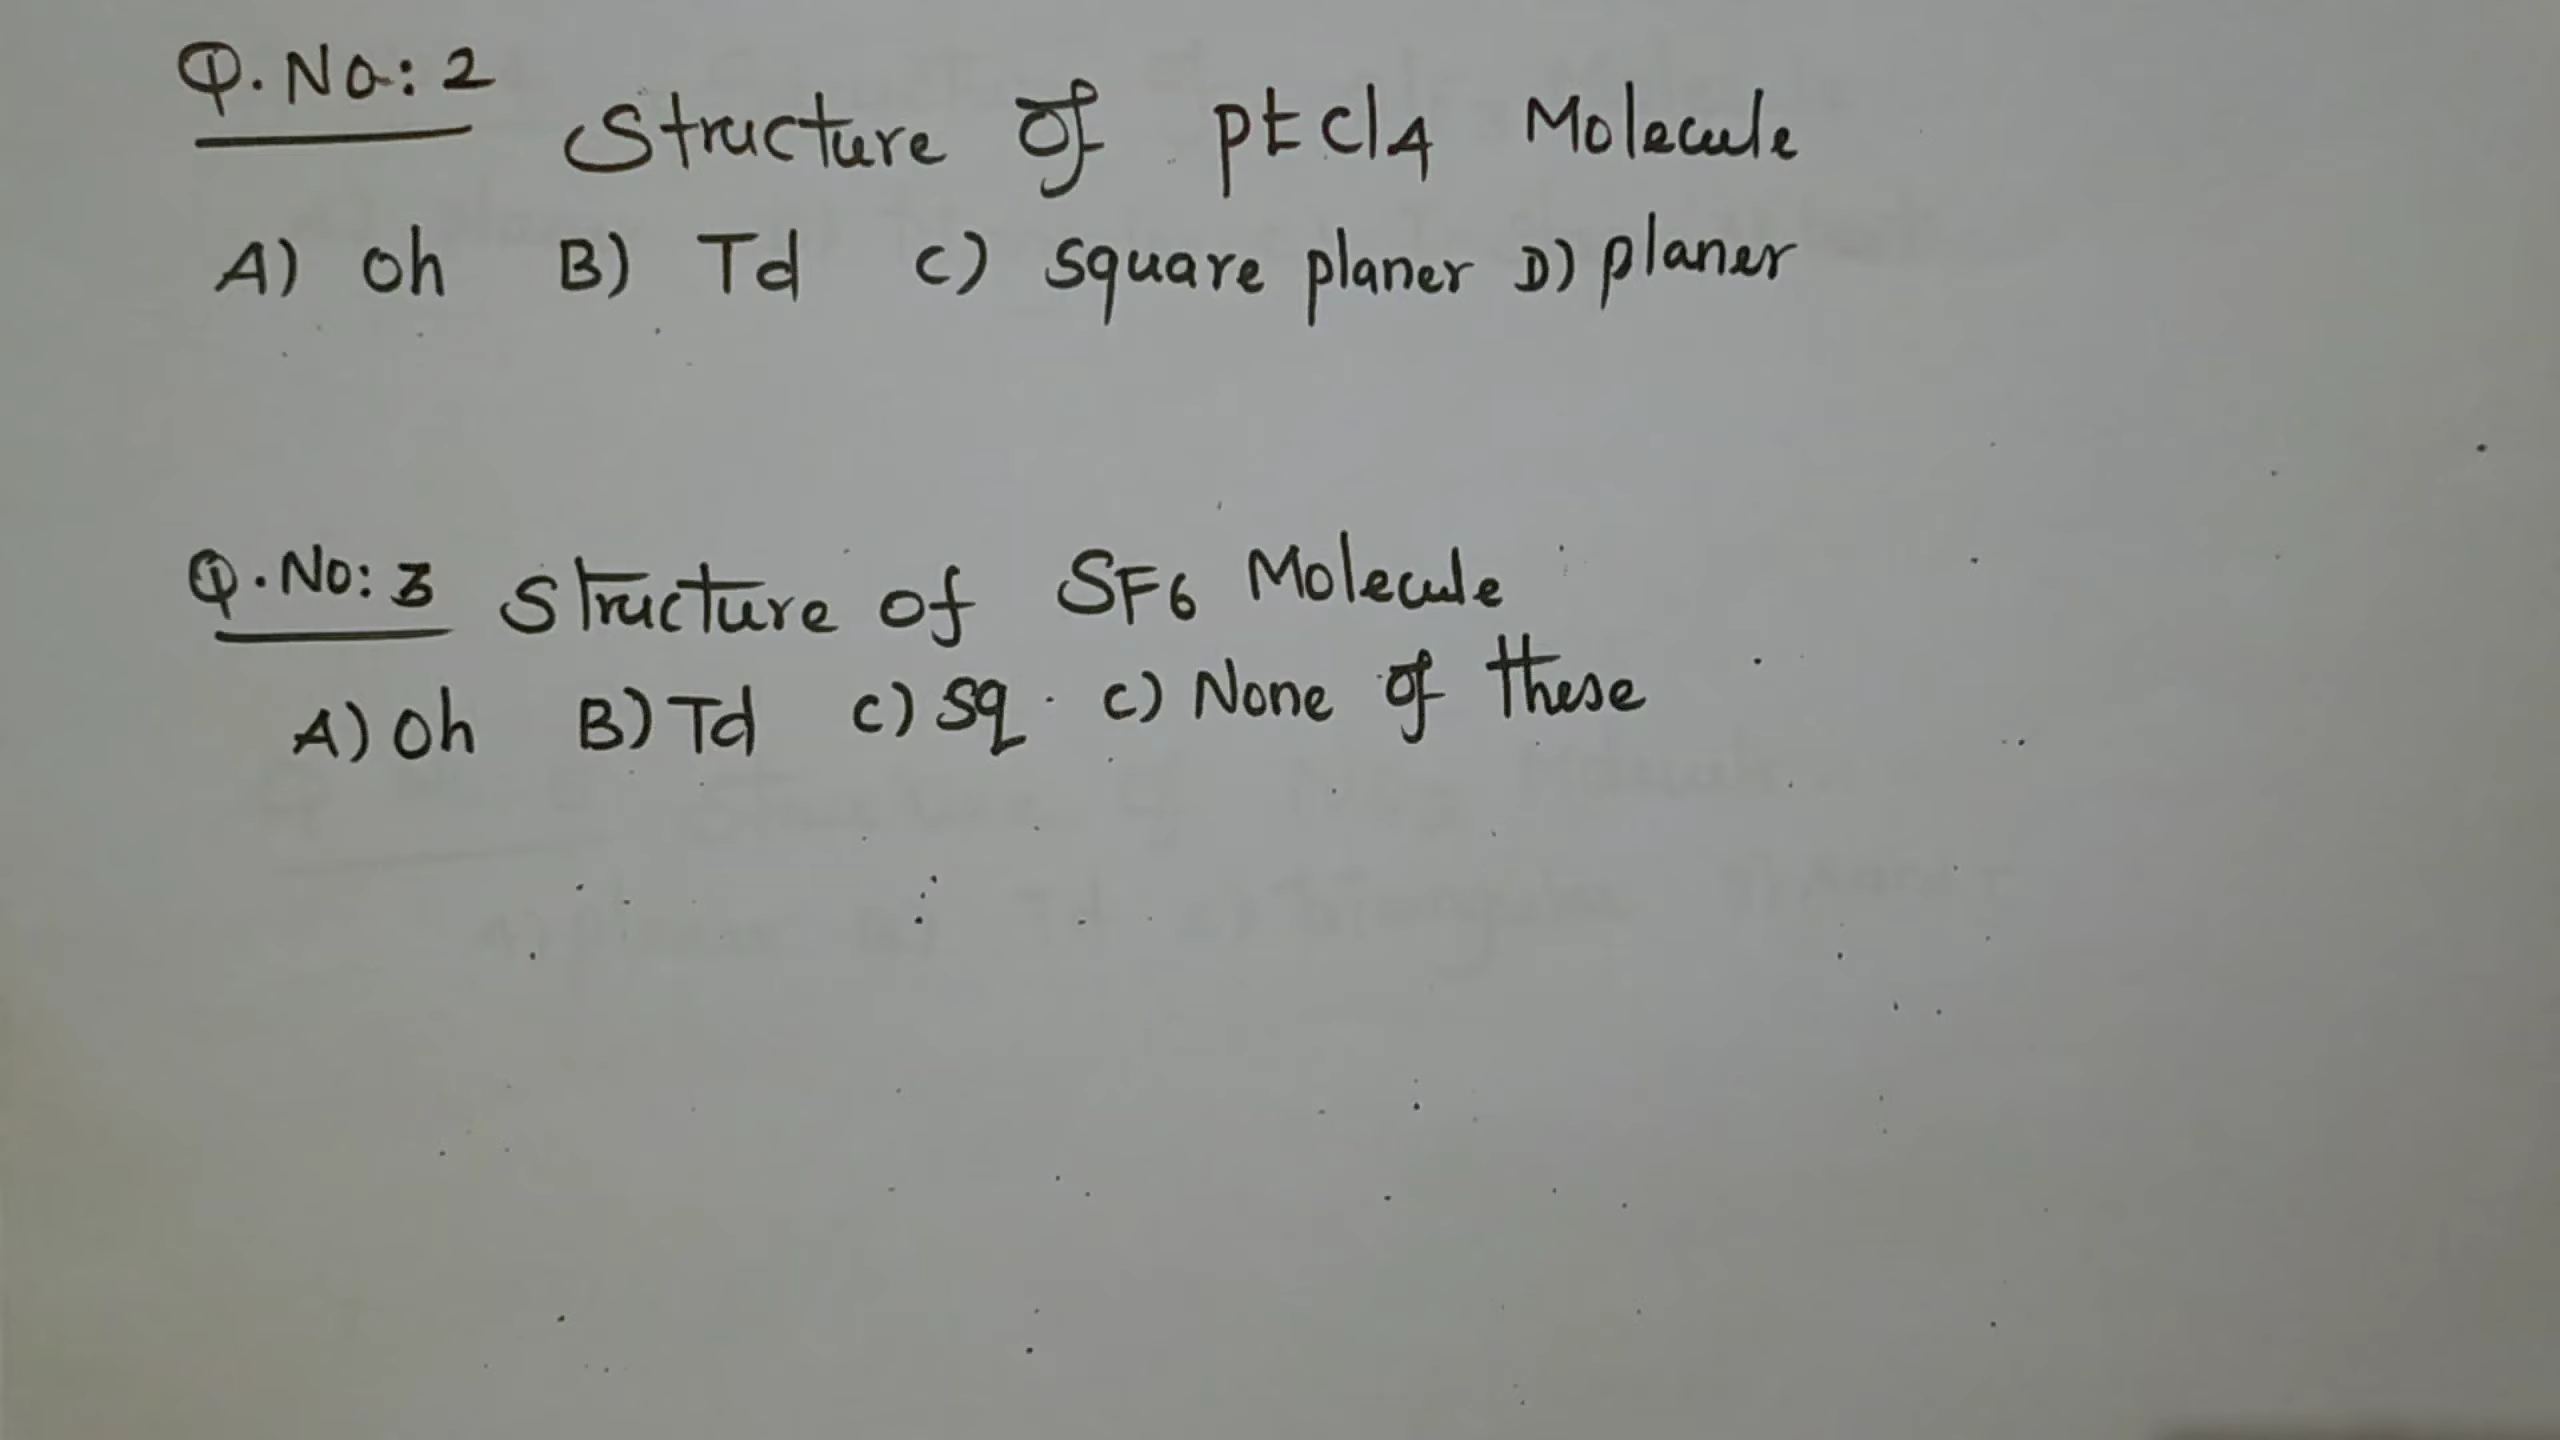 Q.No: 2 Structure of ptCl4 Molecule
A) Oh B) Td C) Square planer D) planer
Q.No: 3 Structure of SF6 Molecule
A) Oh B) Td C) Sq. C) None of these